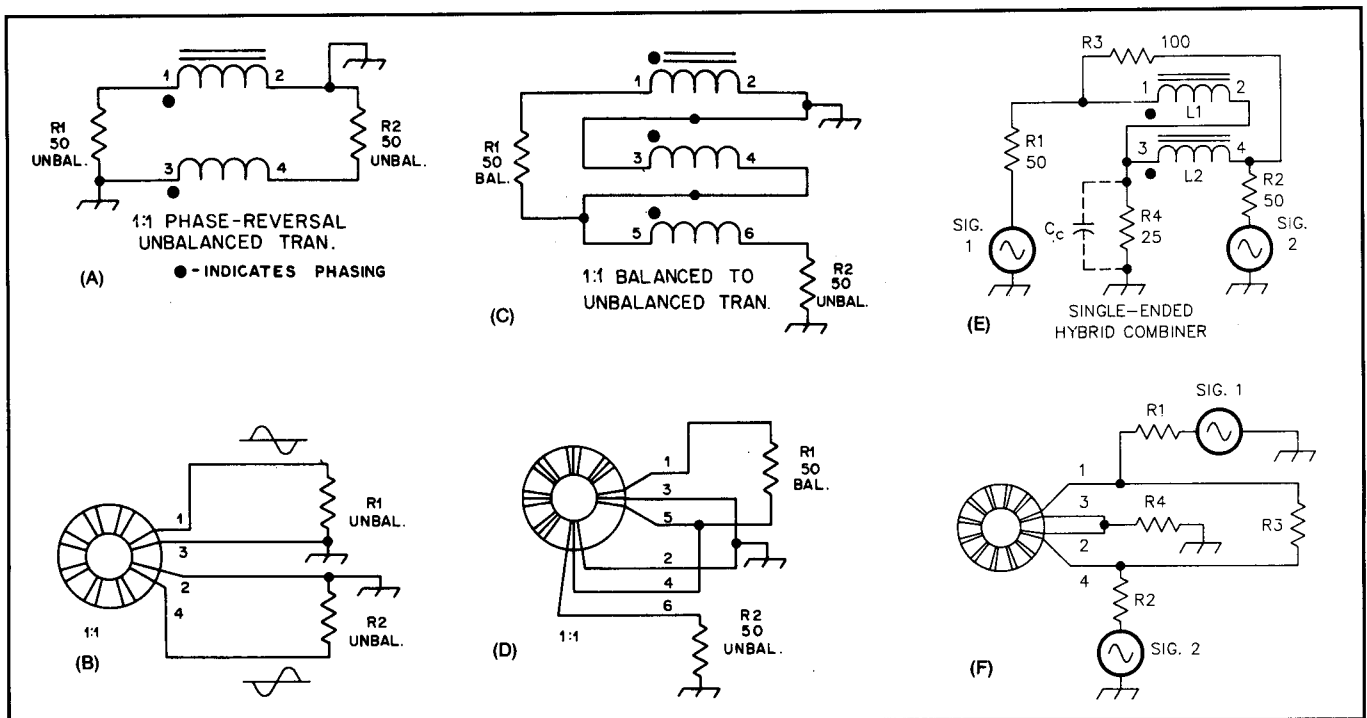 1
2
R1
50
UNBAL.
R2
50
UNBAL.
3
4
1:1 PHASE-REVERSAL
UNBALANCED TRAN.
(A)
●-INDICATES PHASING
1
2
R1
50
BAL.
3
4
5
6
R2
50
UNBAL.
1:1 BALANCED TO
UNBALANCED TRAN.
(C)
R3
100
1
2
L1
R1
50
3
4
L2
R2
50
Cc
R4
25
SIG.
1
SIG.
2
SINGLE-ENDED
HYBRID COMBINER
(E)
1
R1
UNBAL.
3
2
4
R2
UNBAL.
1:1
(B)
1
R1
50
BAL.
3
5
2
4
6
R2
50
UNBAL.
1:1
(D)
SIG. 1
R1
1
3
R4
R3
2
4
R2
SIG. 2
(F)